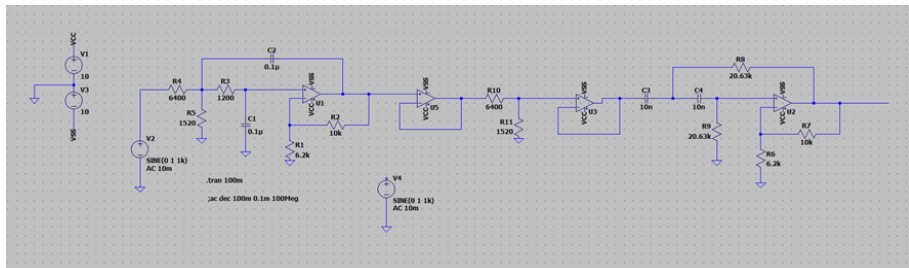 VCC
V1
10
V3
10
VSS
V2
SINE(0 1 1k)
AC 10m
R4
6400
R5
1520
R3
1200
C2
0.1µ
C1
0.1µ
VSS
U1
VCC
R2
10k
R1
6.2k
.tran 100m
;ac dec 100m 0.1m 100Meg
VSS
U5
VCC
V4
SINE(0 1 1k)
AC 10m
R10
6400
R11
1520
VSS
U3
VCC
C3
10n
C4
10n
R8
20.63k
R9
20.63k
VSS
U2
VCC
R7
10k
R6
6.2k